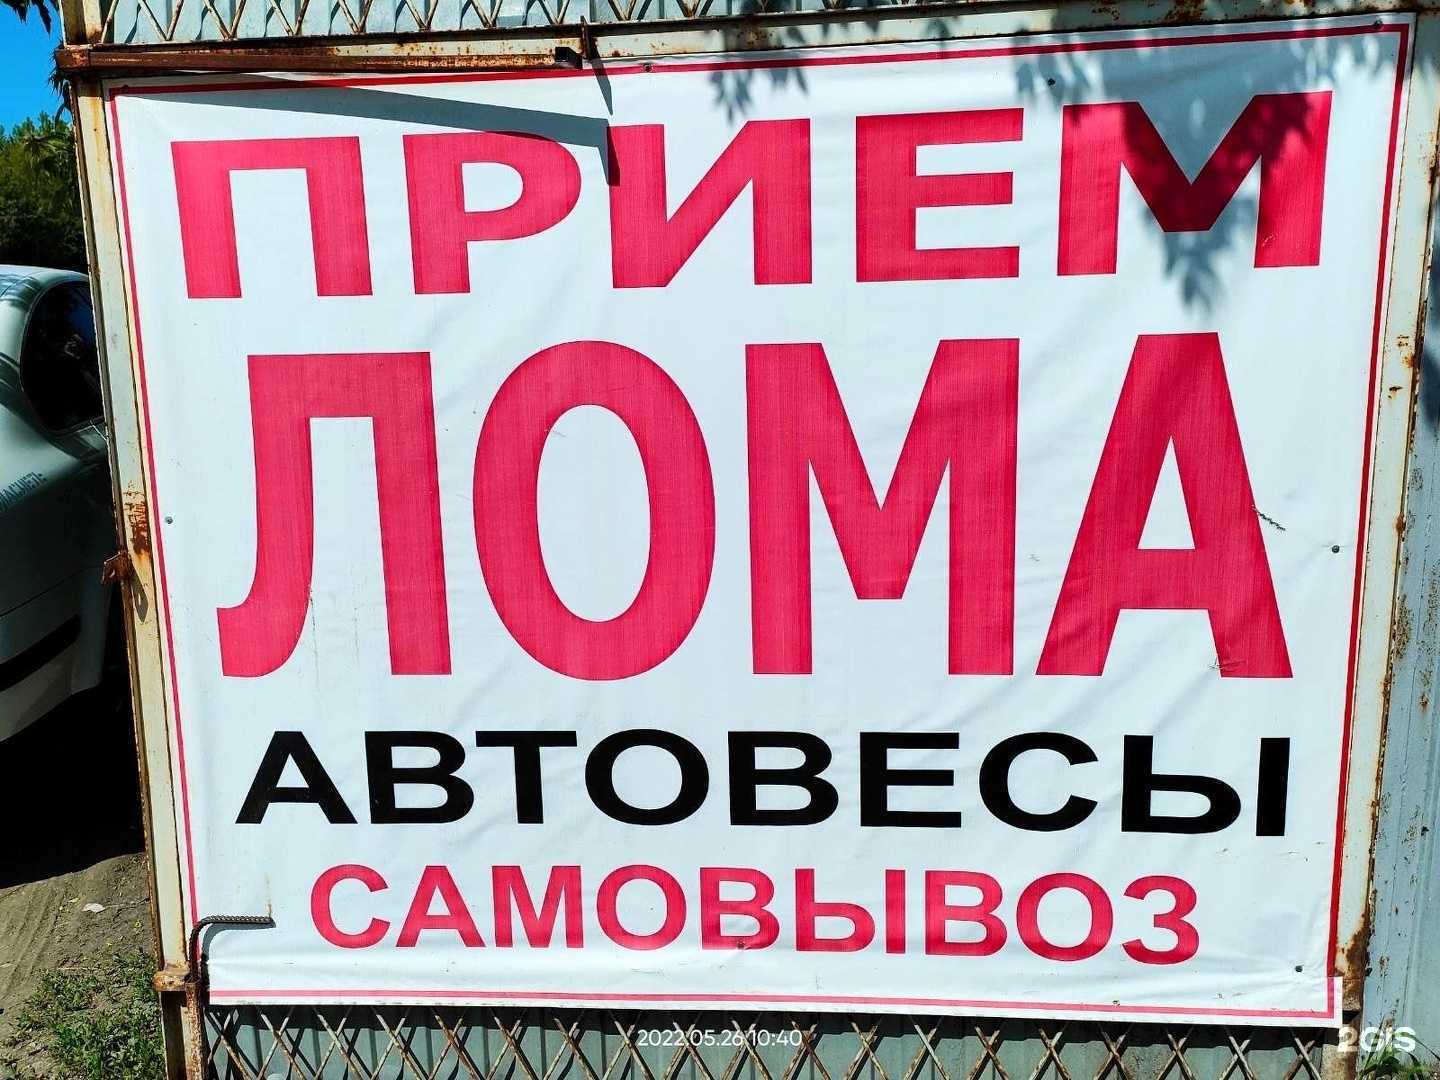 ПРИЕМ
ЛОМА
АВТОВЕСЫ
САМОВЫВОЗ
2022.05.26 10:40
2GIS